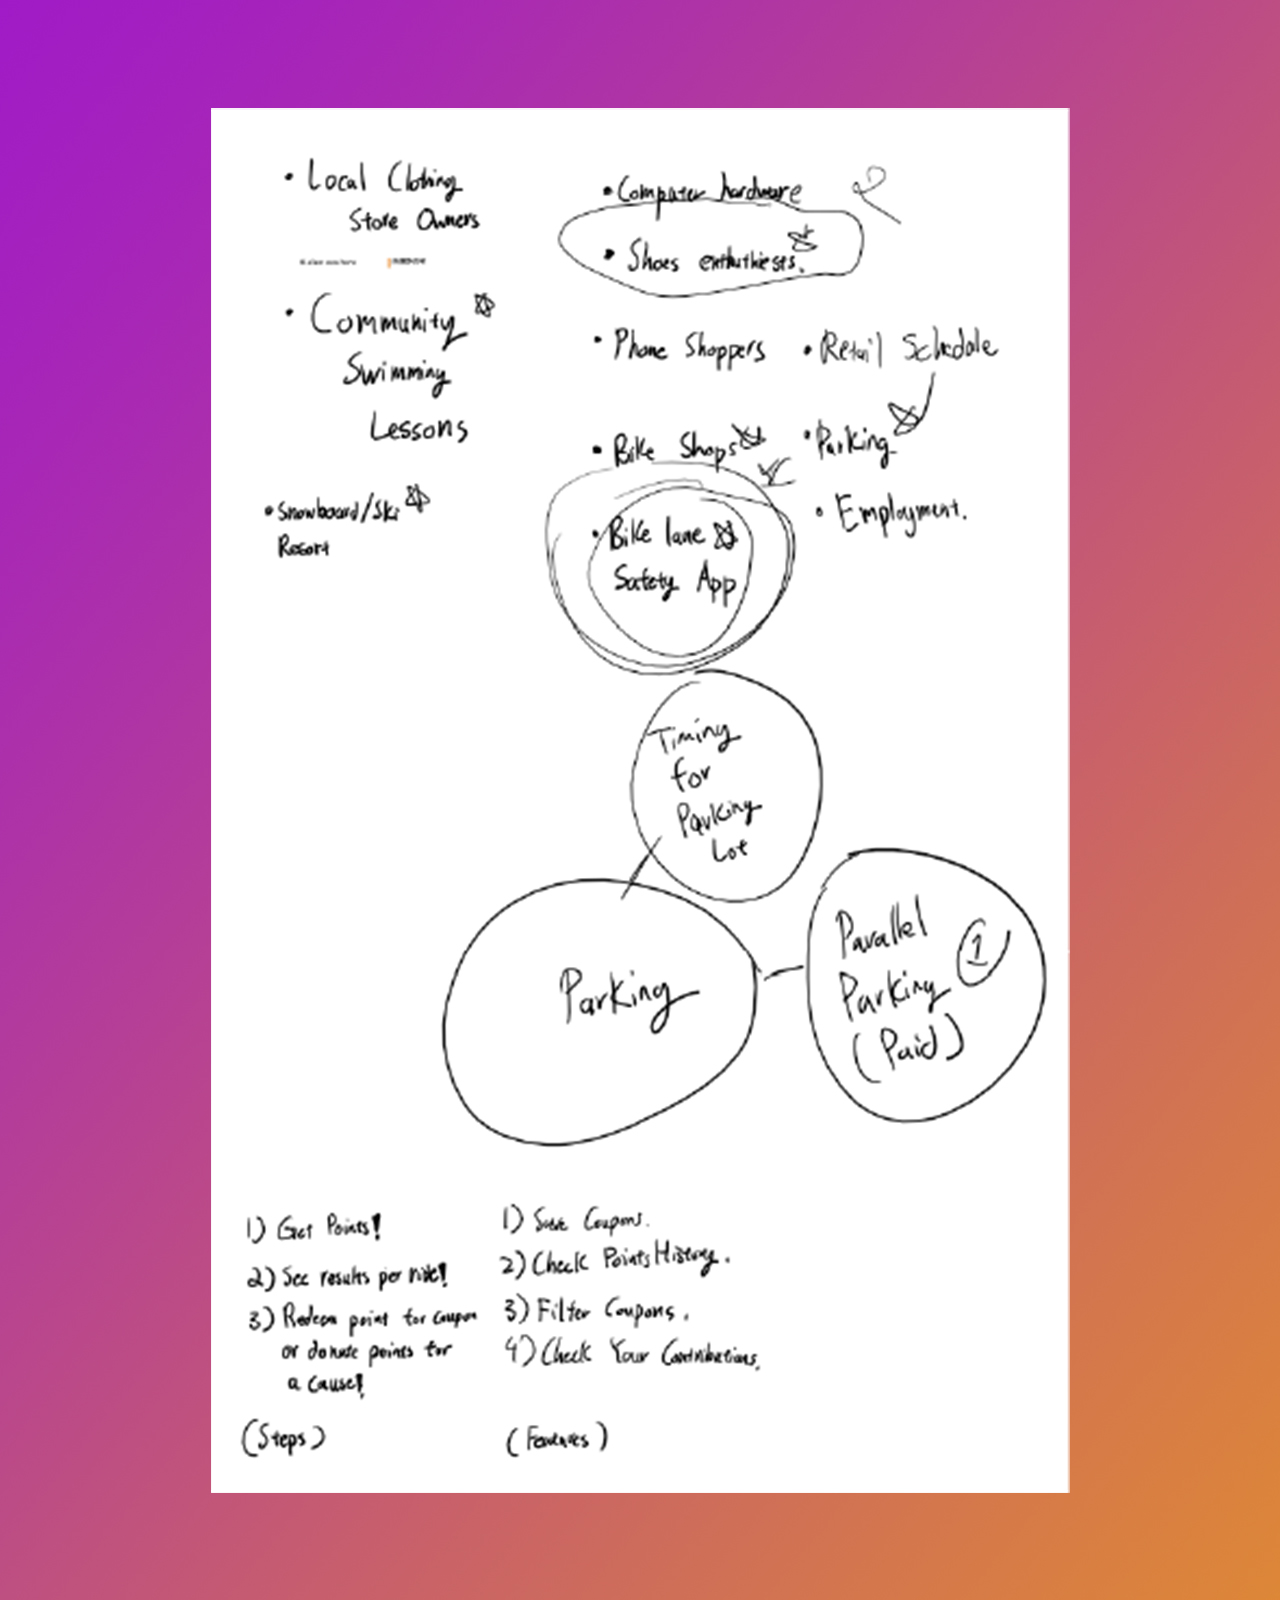 • Local Clothing
Store Owners
• Community
Swimming
Lessons
• Snowboard/Ski
Resort
• Computer hardware
• Shoes enthuthiests.
• Phone Shoppers
• Bike Shops
• Bike lane
Safety App
• Retail Schedule
• Parking
• Employment.
Timing
for
Parking
Lot
Parking
Parallel
Parking
(Paid)
1
1) Get Points!
2) See results per ride!
3) Redeem point for coupon
or donate points for
a cause!
(Steps)
1) Save Coupons.
2) Check Points History.
3) Filter Coupons.
4) Check Your Contributions.
(Features)